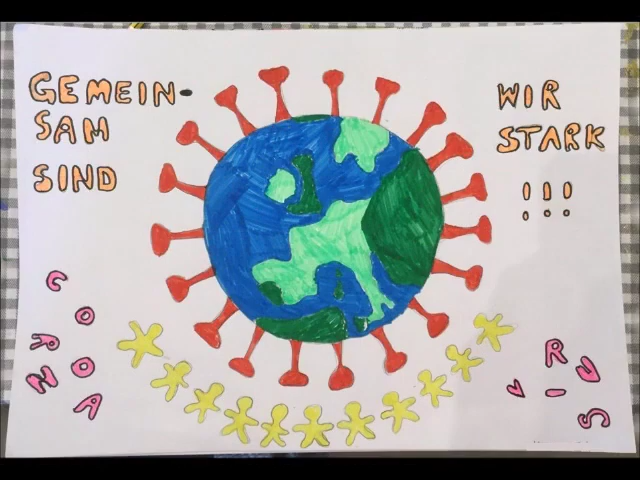 GEMEIN-
SAM
SIND
WIR
STARK
!!!
CORONA
VIRUS